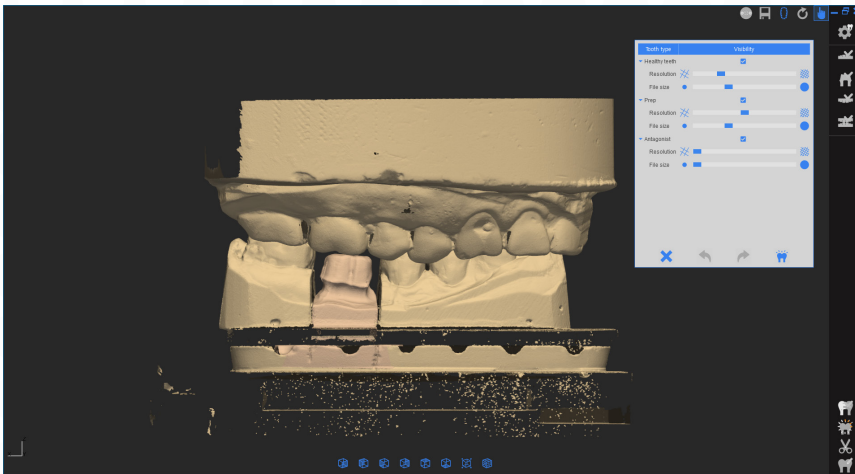 Tooth type Visibility
Healthy teeth
Resolution
File size
Prep
Resolution
File size
Antagonist
Resolution
File size